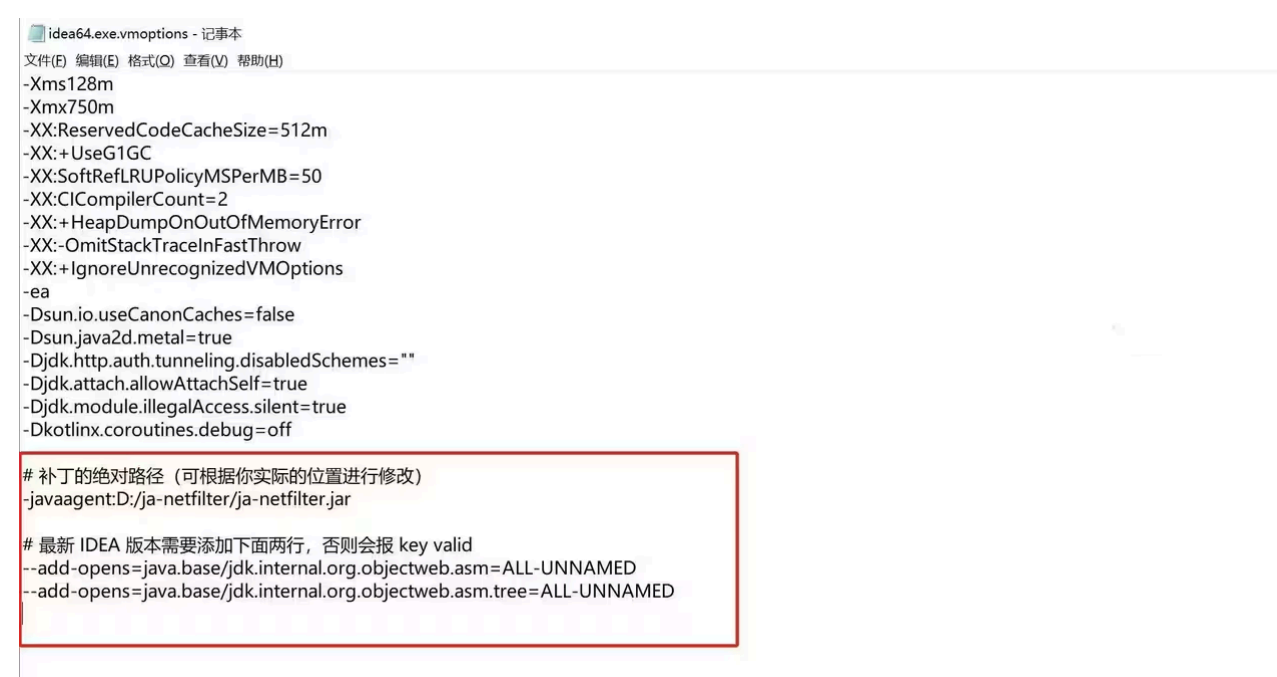 idea64.exe.vmoptions - 记事本
文件(F) 编辑(E) 格式(O) 查看(V) 帮助(H)
-Xms128m
-Xmx750m
-XX:ReservedCodeCacheSize=512m
-XX:+UseG1GC
-XX:SoftRefLRUPolicyMSPerMB=50
-XX:CICompilerCount=2
-XX:+HeapDumpOnOutOfMemoryError
-XX:-OmitStackTraceInFastThrow
-XX:+IgnoreUnrecognizedVMOptions
-ea
-Dsun.io.useCanonCaches=false
-Dsun.java2d.metal=true
-Djdk.http.auth.tunneling.disabledSchemes=""
-Djdk.attach.allowAttachSelf=true
-Djdk.module.illegalAccess.silent=true
-Dkotlinx.coroutines.debug=off
# 补丁的绝对路径（可根据你实际的位置进行修改）
-javaagent:D:/ja-netfilter/ja-netfilter.jar
# 最新 IDEA 版本需要添加下面两行，否则会报 key valid
--add-opens=java.base/jdk.internal.org.objectweb.asm=ALL-UNNAMED
--add-opens=java.base/jdk.internal.org.objectweb.asm.tree=ALL-UNNAMED